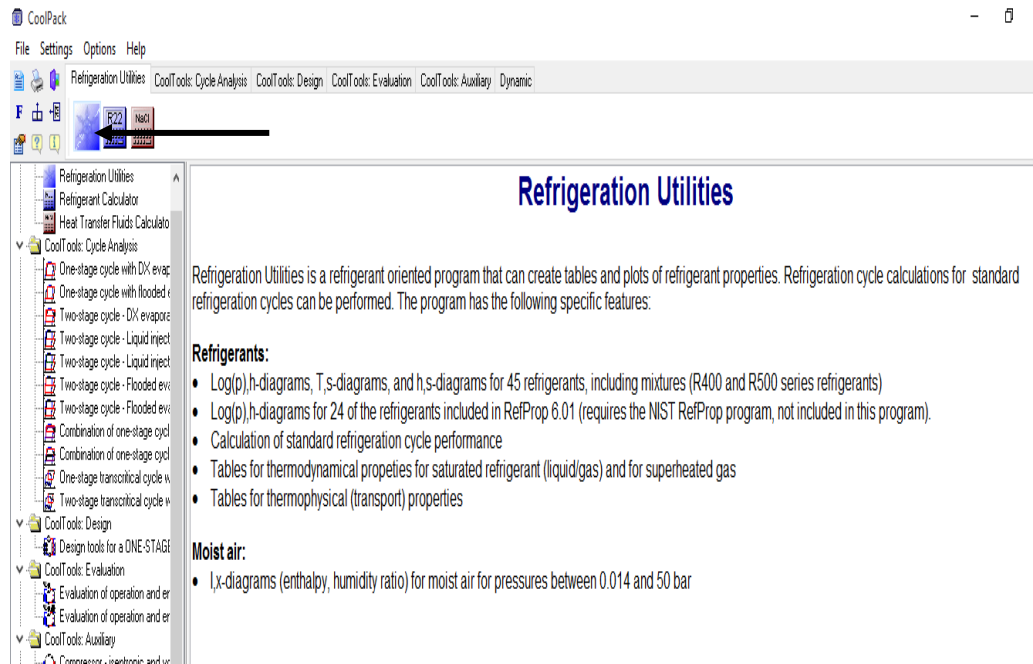 CoolPack
File Settings Options Help
Refrigeration Utilities CoolTools: Cycle Analysis CoolTools: Design CoolTools: Evaluation CoolTools: Auxiliary Dynamic
F R22 NaCl
Refrigeration Utilities
Refrigerant Calculator
Heat Transfer Fluids Calculato
CoolTools: Cycle Analysis
One-stage cycle with DX evap
One-stage cycle with flooded e
Two-stage cycle - DX evapora
Two-stage cycle - Liquid inject
Two-stage cycle - Liquid inject
Two-stage cycle - Flooded eva
Two-stage cycle - Flooded eva
Combination of one-stage cycl
Combination of one-stage cycl
One-stage transcritical cycle w
Two-stage transcritical cycle w
CoolTools: Design
Design tools for a ONE-STAGE
CoolTools: Evaluation
Evaluation of operation and er
Evaluation of operation and er
CoolTools: Auxiliary
Compressor - isentropic and vo
Refrigeration Utilities
Refrigeration Utilities is a refrigerant oriented program that can create tables and plots of refrigerant properties. Refrigeration cycle calculations for standard
refrigeration cycles can be performed. The program has the following specific features:
Refrigerants:
• Log(p),h-diagrams, T,s-diagrams, and h,s-diagrams for 45 refrigerants, including mixtures (R400 and R500 series refrigerants)
• Log(p),h-diagrams for 24 of the refrigerants included in RefProp 6.01 (requires the NIST RefProp program, not included in this program).
• Calculation of standard refrigeration cycle performance
• Tables for thermodynamical propeties for saturated refrigerant (liquid/gas) and for superheated gas
• Tables for thermophysical (transport) properties
Moist air:
• I,x-diagrams (enthalpy, humidity ratio) for moist air for pressures between 0.014 and 50 bar